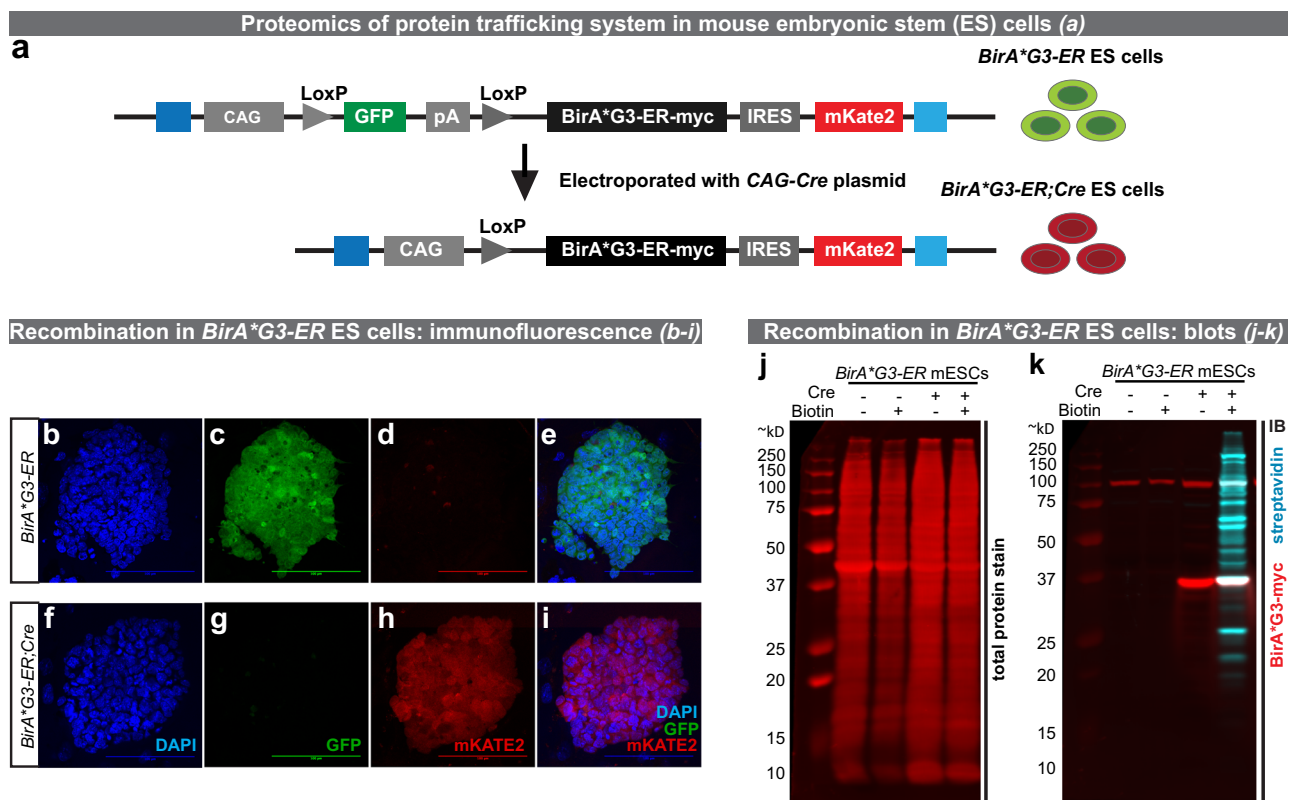 Proteomics of protein trafficking system in mouse embryonic stem (ES) cells (a)
a
BirA*G3-ER ES cells
LoxP LoxP
CAG GFP pA BirA*G3-ER-myc IRES mKate2
Electroporated with CAG-Cre plasmid
BirA*G3-ER;Cre ES cells
LoxP
CAG BirA*G3-ER-myc IRES mKate2
Recombination in BirA*G3-ER ES cells: immunofluorescence (b-i)
BirA*G3-ER
b c d e
BirA*G3-ER;Cre
f g h i
DAPI GFP mKATE2
DAPI
GFP
mKATE2
Recombination in BirA*G3-ER ES cells: blots (j-k)
j
BirA*G3-ER mESCs
Cre - - + +
Biotin - + - +
~kD
250
150
100
75
50
37
25
20
15
10
total protein stain
k
BirA*G3-ER mESCs
Cre - - + +
Biotin - + - +
~kD
250
150
100
75
50
37
25
20
15
10
IB
BirA*G3-myc streptavidin